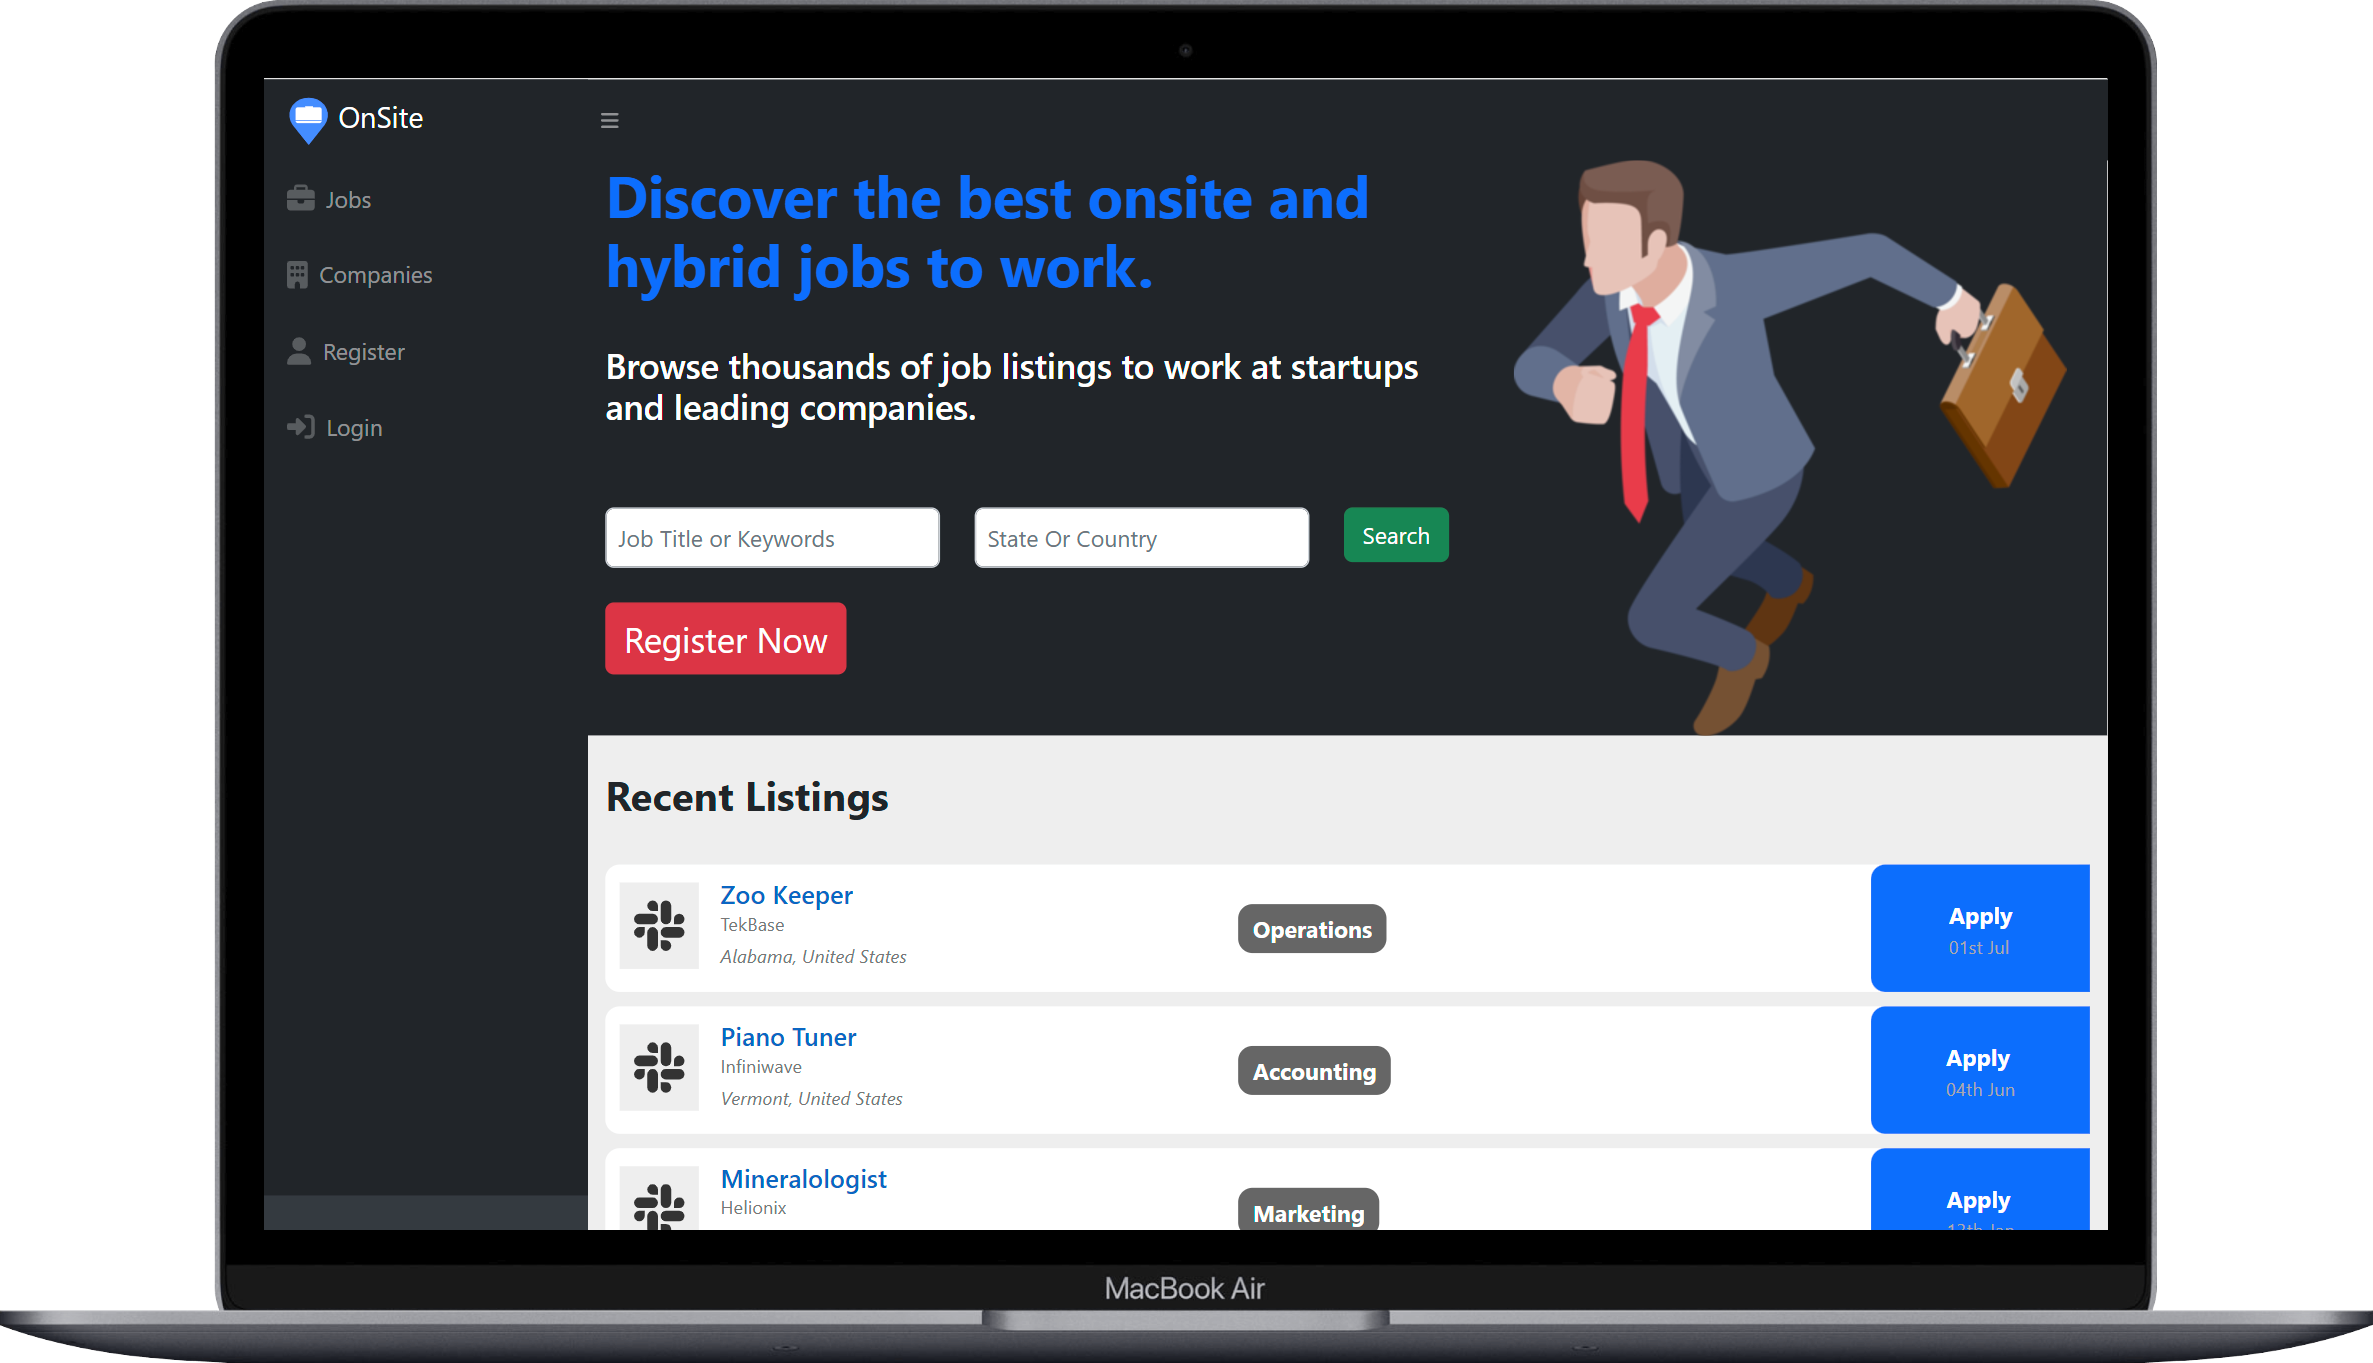 OnSite
Jobs
Companies
Register
Login
Discover the best onsite and
hybrid jobs to work.
Browse thousands of job listings to work at startups
and leading companies.
Job Title or Keywords
State Or Country
Search
Register Now
Recent Listings
Zoo Keeper
TekBase
Alabama, United States
Operations
Apply
01st Jul
Piano Tuner
Infiniwave
Vermont, United States
Accounting
Apply
04th Jun
Mineralologist
Helionix
Marketing
Apply
MacBook Air